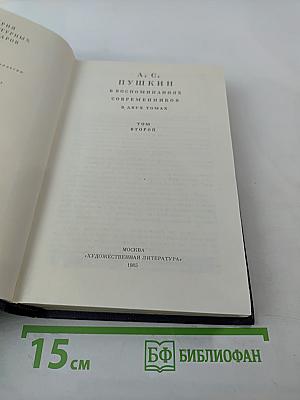 А. С.
ПУШКИН
В ВОСПОМИНАНИЯХ
СОВРЕМЕННИКОВ
В ДВУХ ТОМАХ
ТОМ
ВТОРОЙ
МОСКВА
«ХУДОЖЕСТВЕННАЯ ЛИТЕРАТУРА»
1985
15 см
БФ БИБЛИОФАН